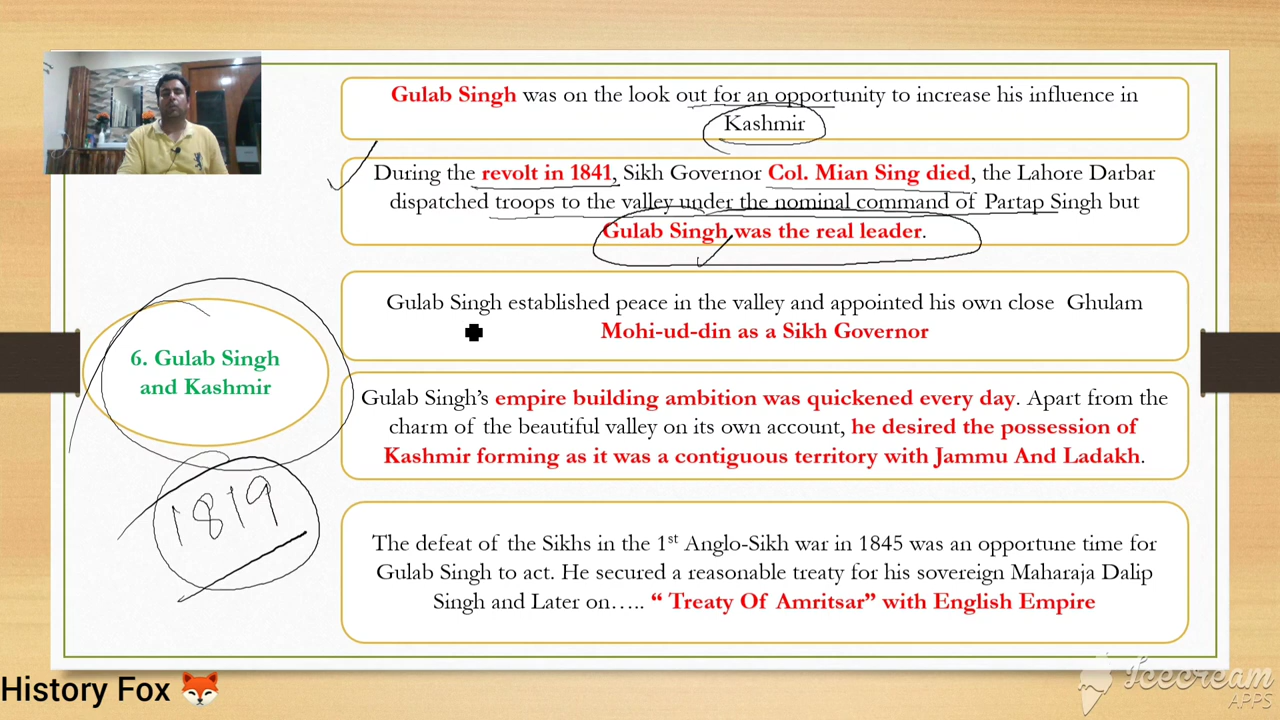 Gulab Singh was on the look out for an opportunity to increase his influence in
Kashmir
During the revolt in 1841, Sikh Governor Col. Mian Sing died, the Lahore Darbar
dispatched troops to the valley under the nominal command of Partap Singh but
Gulab Singh was the real leader.
Gulab Singh established peace in the valley and appointed his own close Ghulam
Mohi-ud-din as a Sikh Governor
6. Gulab Singh
and Kashmir
Gulab Singh's empire building ambition was quickened every day. Apart from the
charm of the beautiful valley on its own account, he desired the possession of
Kashmir forming as it was a contiguous territory with Jammu And Ladakh.
1819
The defeat of the Sikhs in the 1st Anglo-Sikh war in 1845 was an opportune time for
Gulab Singh to act. He secured a reasonable treaty for his sovereign Maharaja Dalip
Singh and Later on….. “ Treaty Of Amritsar” with English Empire
History Fox 🦊
Icecream
APPS